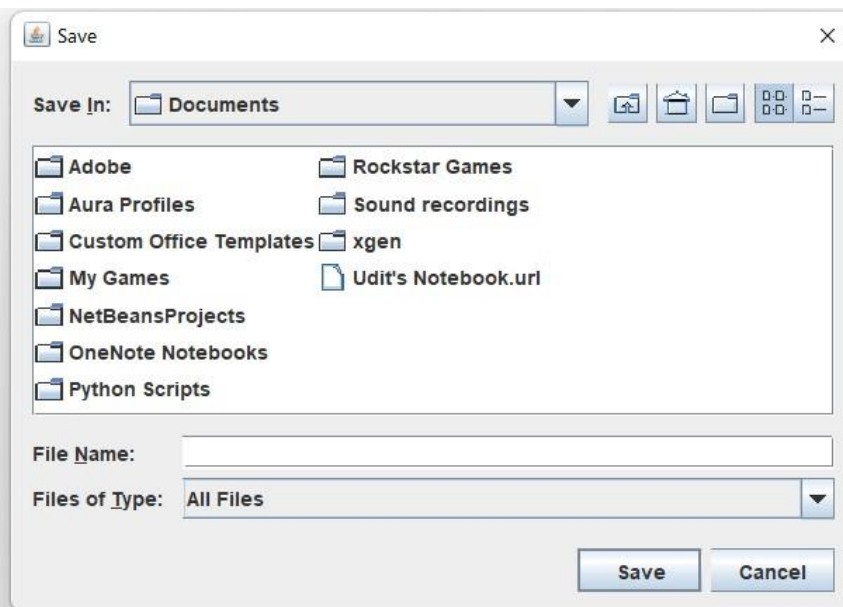 Save
Save In: Documents
Adobe
Aura Profiles
Custom Office Templates
My Games
NetBeansProjects
OneNote Notebooks
Python Scripts
Rockstar Games
Sound recordings
xgen
Udit's Notebook.url
File Name:
Files of Type: All Files
Save Cancel